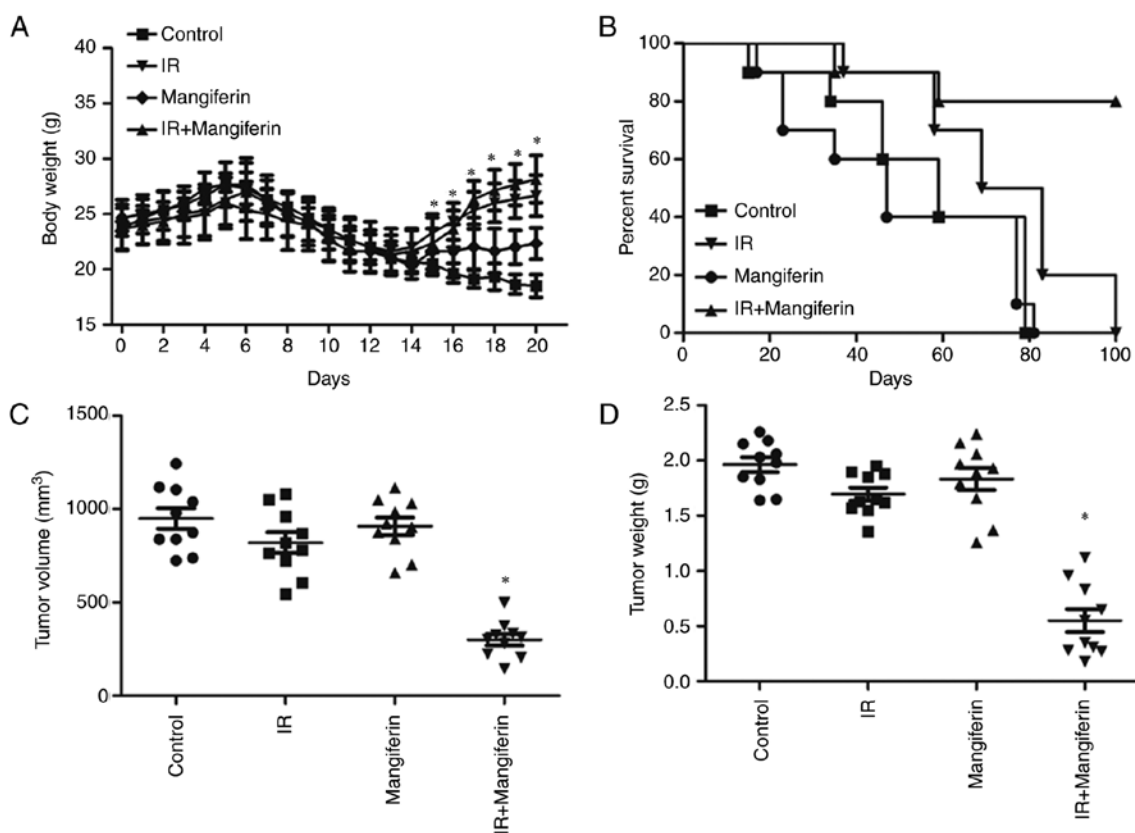 A
Control
IR
Mangiferin
IR+Mangiferin
Body weight (g)
40
35
30
25
20
15
* * * * * *
0 2 4 6 8 10 12 14 16 18 20
Days
B
Percent survival
100
80
60
40
20
0
Control
IR
Mangiferin
IR+Mangiferin
0 20 40 60 80 100
Days
C
Tumor volume (mm³)
1500
1000
500
0
*
Control
IR
Mangiferin
IR+Mangiferin
D
Tumor weight (g)
2.5
2.0
1.5
1.0
0.5
0.0
*
Control
IR
Mangiferin
IR+Mangiferin